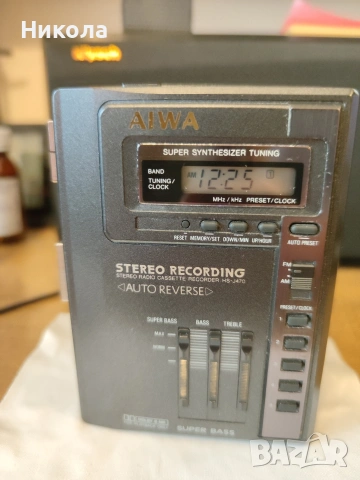 Никола
AIWA
SUPER SYNTHESIZER TUNING
BAND
TUNING/
CLOCK
12:25
MHz / kHz PRESET/CLOCK
RESET MEMORY/SET DOWN/MIN UP/HOUR
AUTO PRESET
STEREO RECORDING
STEREO RADIO CASSETTE RECORDER HS-J470
◁AUTO REVERSE▷
FM
AM
PRESET/CLOCK
SUPER BASS BASS TREBLE
MAX
SUPER BASS
BAZAR